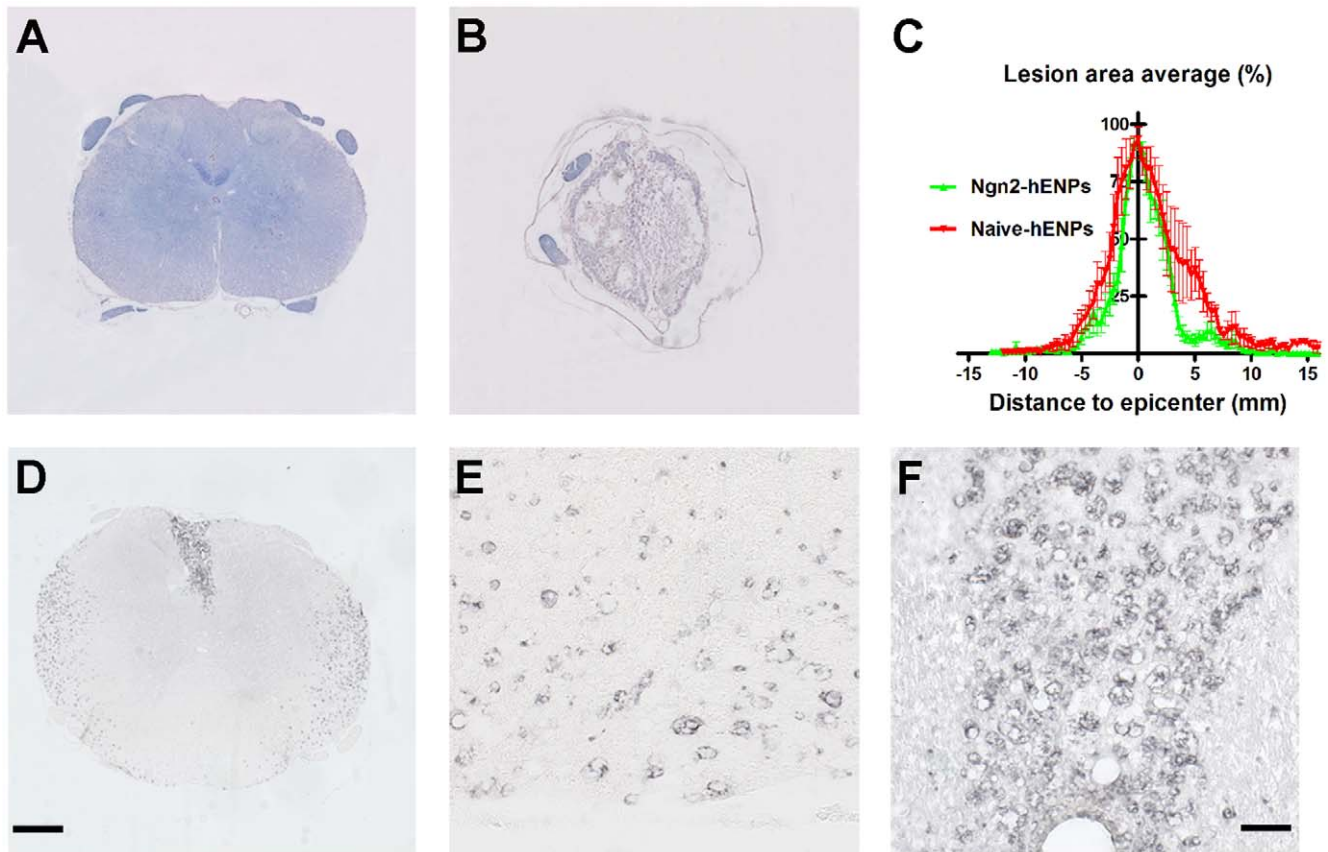 A
B
C
Lesion area average (%)
100
75
50
25
Ngn2-hENPs
Naive-hENPs
-15 -10 -5 0 5 10 15
Distance to epicenter (mm)
D
E
F